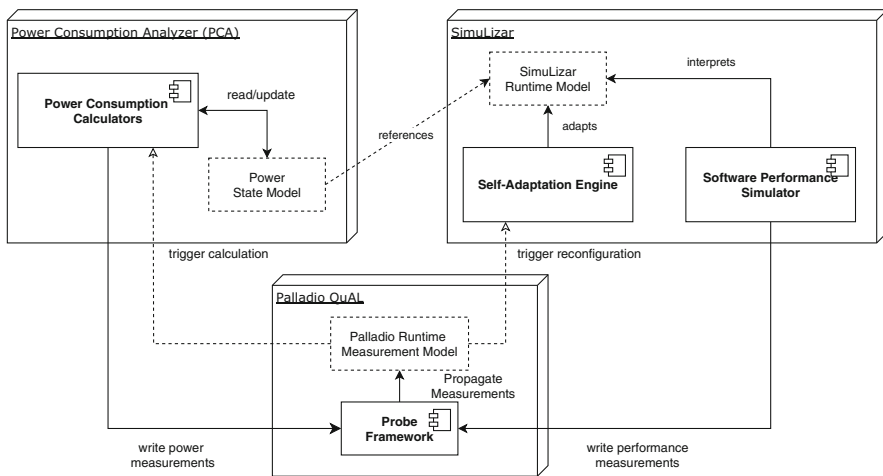 Power Consumption Analyzer (PCA)
Power Consumption
Calculators
read/update
Power
State Model
references
SimuLizar
SimuLizar
Runtime Model
interprets
adapts
Self-Adaptation Engine
Software Performance
Simulator
trigger calculation
trigger reconfiguration
Palladio QuAL
Palladio Runtime
Measurement Model
Propagate
Measurements
Probe
Framework
write power
measurements
write performance
measurements